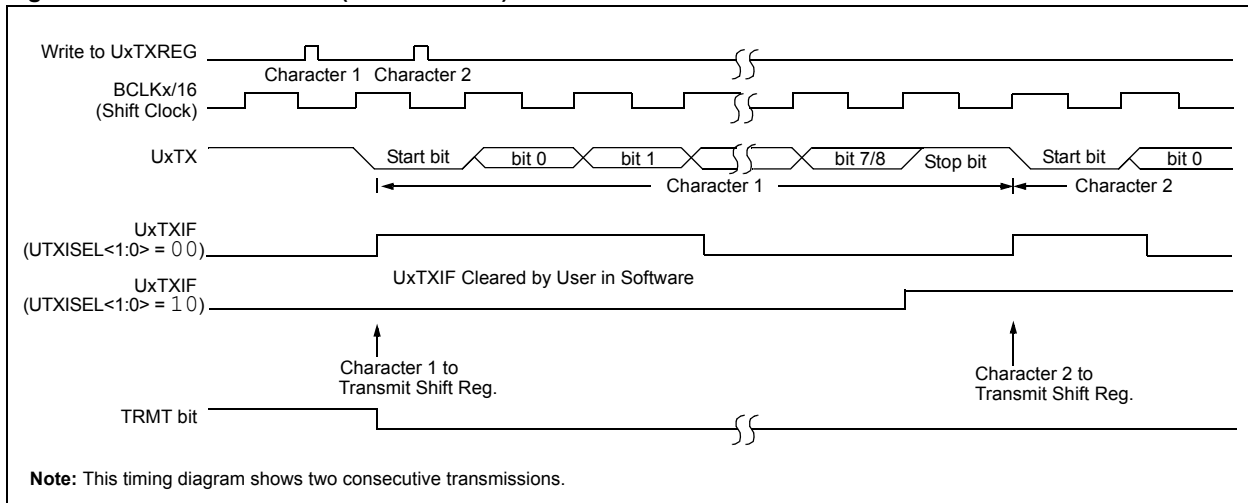 Write to UxTXREG
Character 1 Character 2
BCLKx/16
(Shift Clock)
UxTX
Start bit bit 0 bit 1 bit 7/8 Stop bit Start bit bit 0
Character 1 Character 2
UxTXIF
(UTXISEL<1:0> = 00)
UxTXIF Cleared by User in Software
UxTXIF
(UTXISEL<1:0> = 10)
Character 1 to
Transmit Shift Reg.
Character 2 to
Transmit Shift Reg.
TRMT bit
Note: This timing diagram shows two consecutive transmissions.